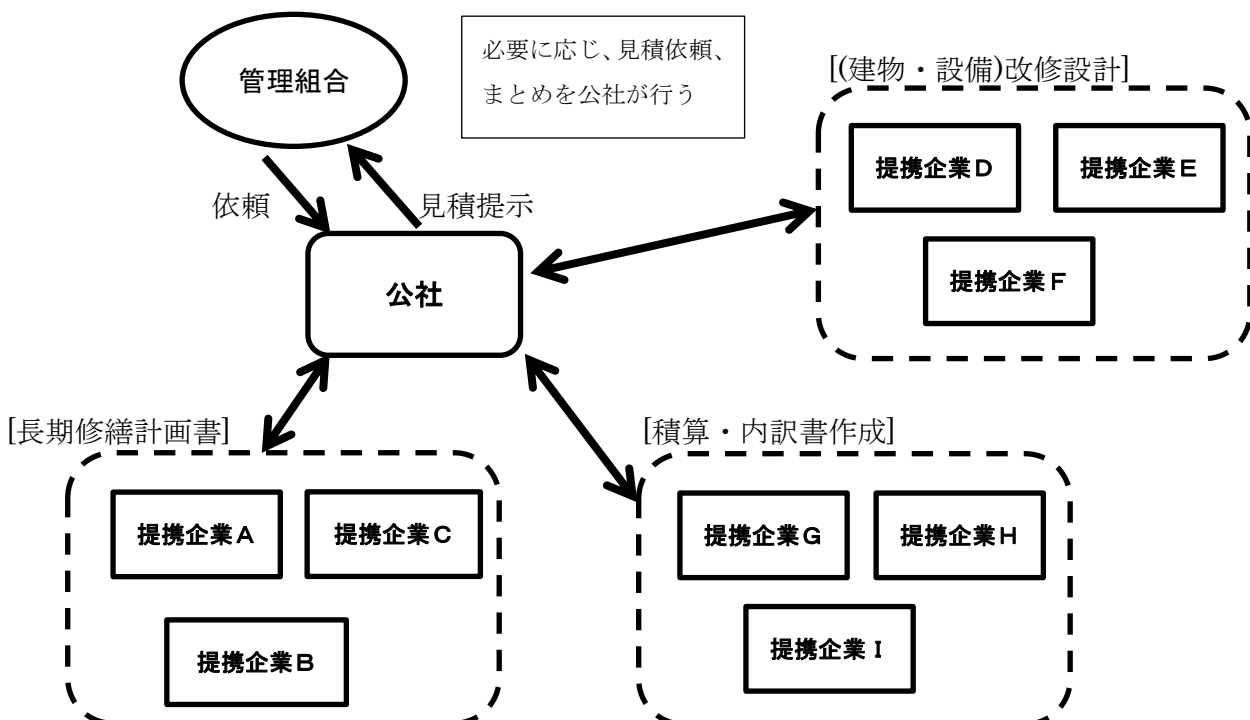 管理組合
必要に応じ、見積依頼、
まとめを公社が行う
[(建物・設備)改修設計]
提携企業D
提携企業E
提携企業F
依頼
見積提示
公社
[長期修繕計画書]
提携企業A
提携企業C
提携企業B
[積算・内訳書作成]
提携企業G
提携企業H
提携企業I